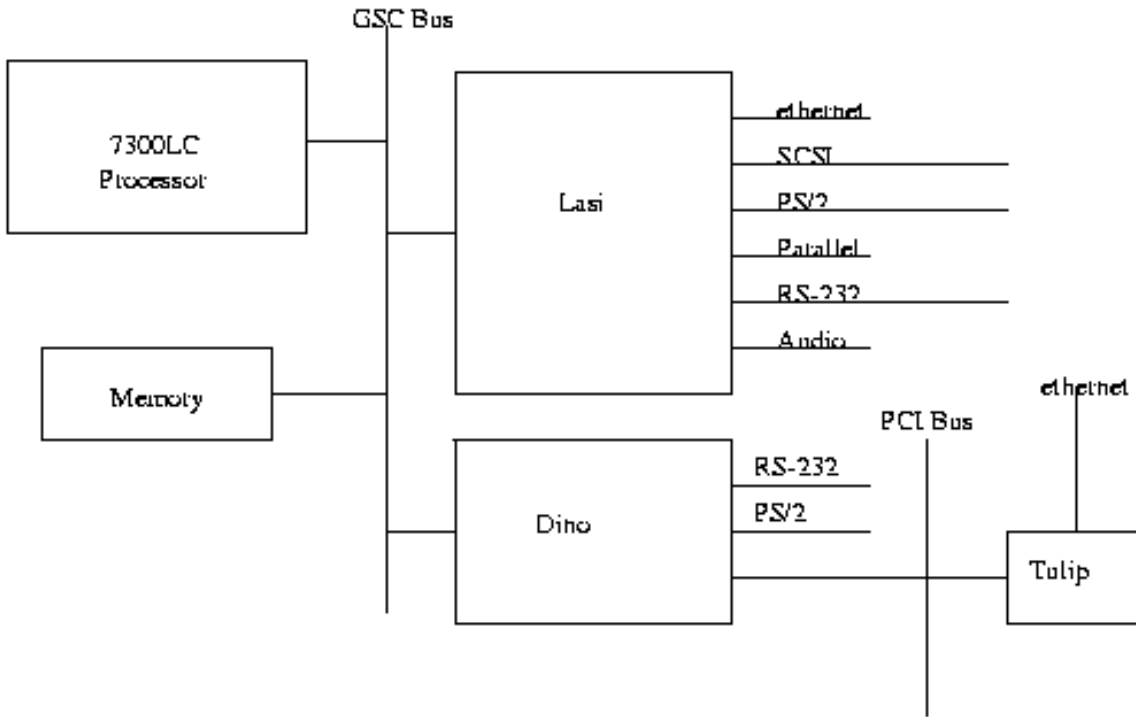 GSC Bus
7300LC
Processor
Lasi
ethernet
SCSI
PS/2
Parallel
RS-232
Audio
Memory
ethernet
PCI Bus
RS-232
PS/2
Dino
Tulip